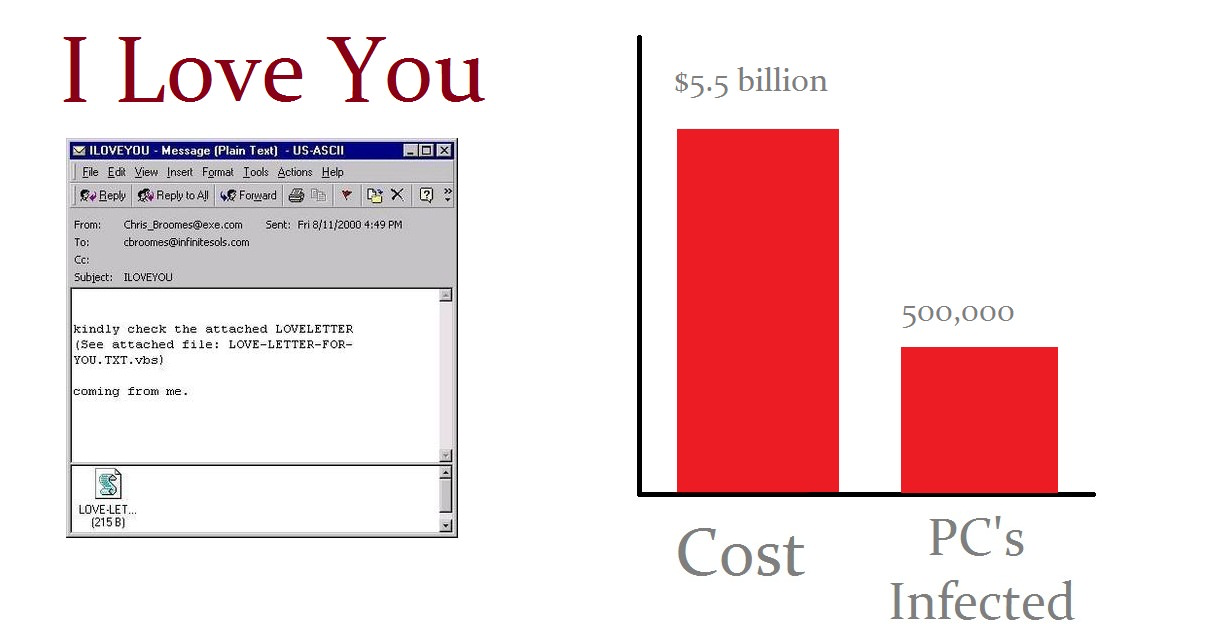 I Love You
ILOVEYOU - Message (Plain Text) - US-ASCII
File Edit View Insert Format Tools Actions Help
Reply Reply to All Forward
From: Chris_Broomes@exe.com Sent: Fri 8/11/2000 4:49 PM
To: cbroomes@infinitesols.com
Cc:
Subject: ILOVEYOU
kindly check the attached LOVELETTER
(See attached file: LOVE-LETTER-FOR-
YOU.TXT.vbs)
coming from me.
LOVE-LET...
(215 B)
$5.5 billion
500,000
Cost
PC's
Infected